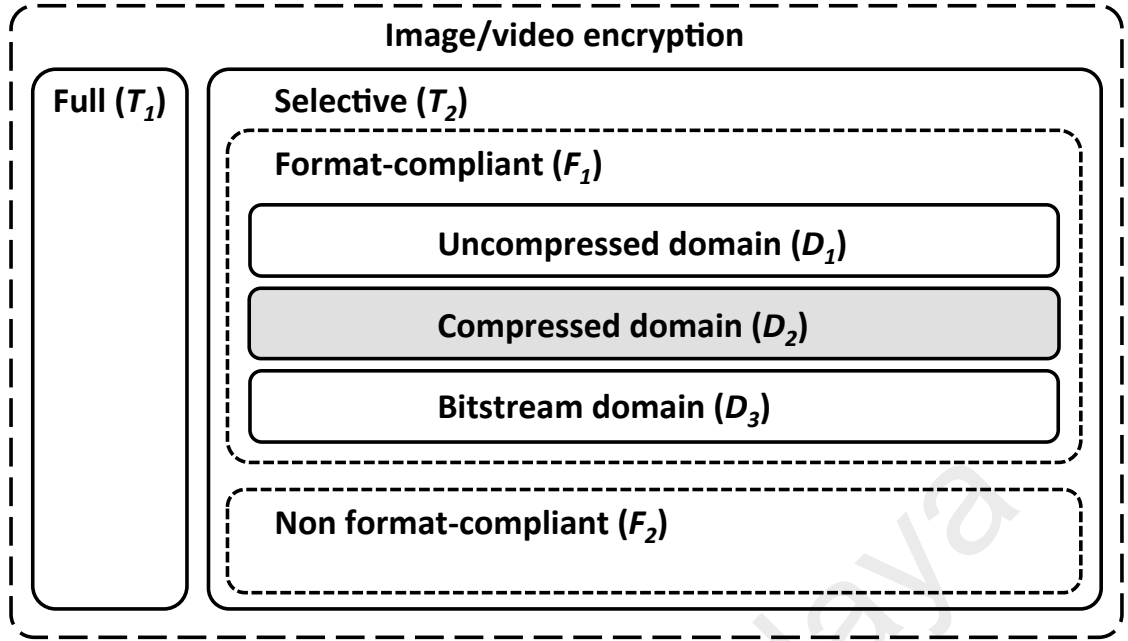 Image/video encryption
Full (T₁)
Selective (T₂)
Format-compliant (F₁)
Uncompressed domain (D₁)
Compressed domain (D₂)
Bitstream domain (D₃)
Non format-compliant (F₂)
laya